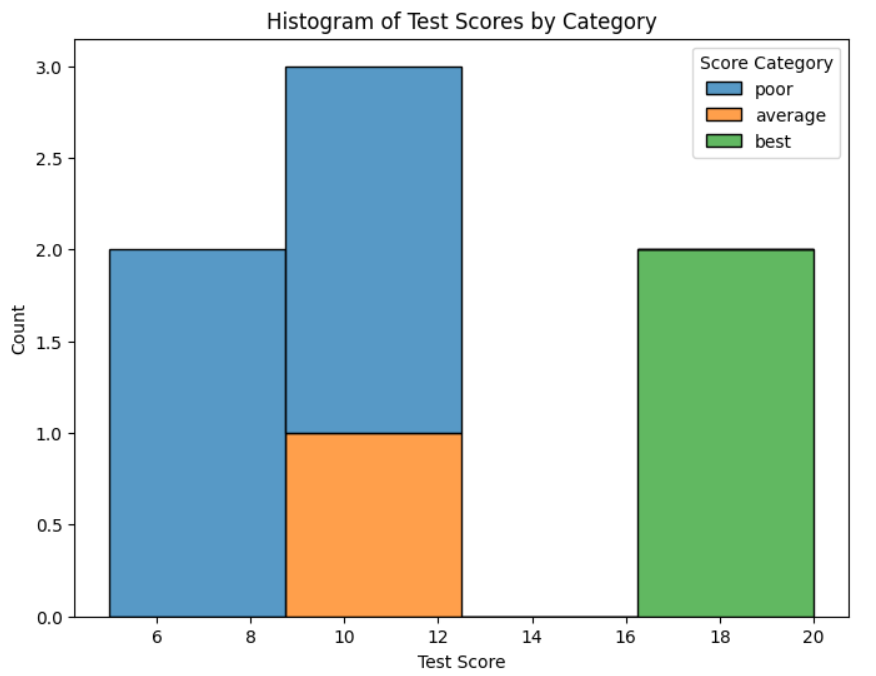 Histogram of Test Scores by Category
Score Category
poor
average
best
3.0
2.5
2.0
1.5
1.0
0.5
0.0
Count
6 8 10 12 14 16 18 20
Test Score